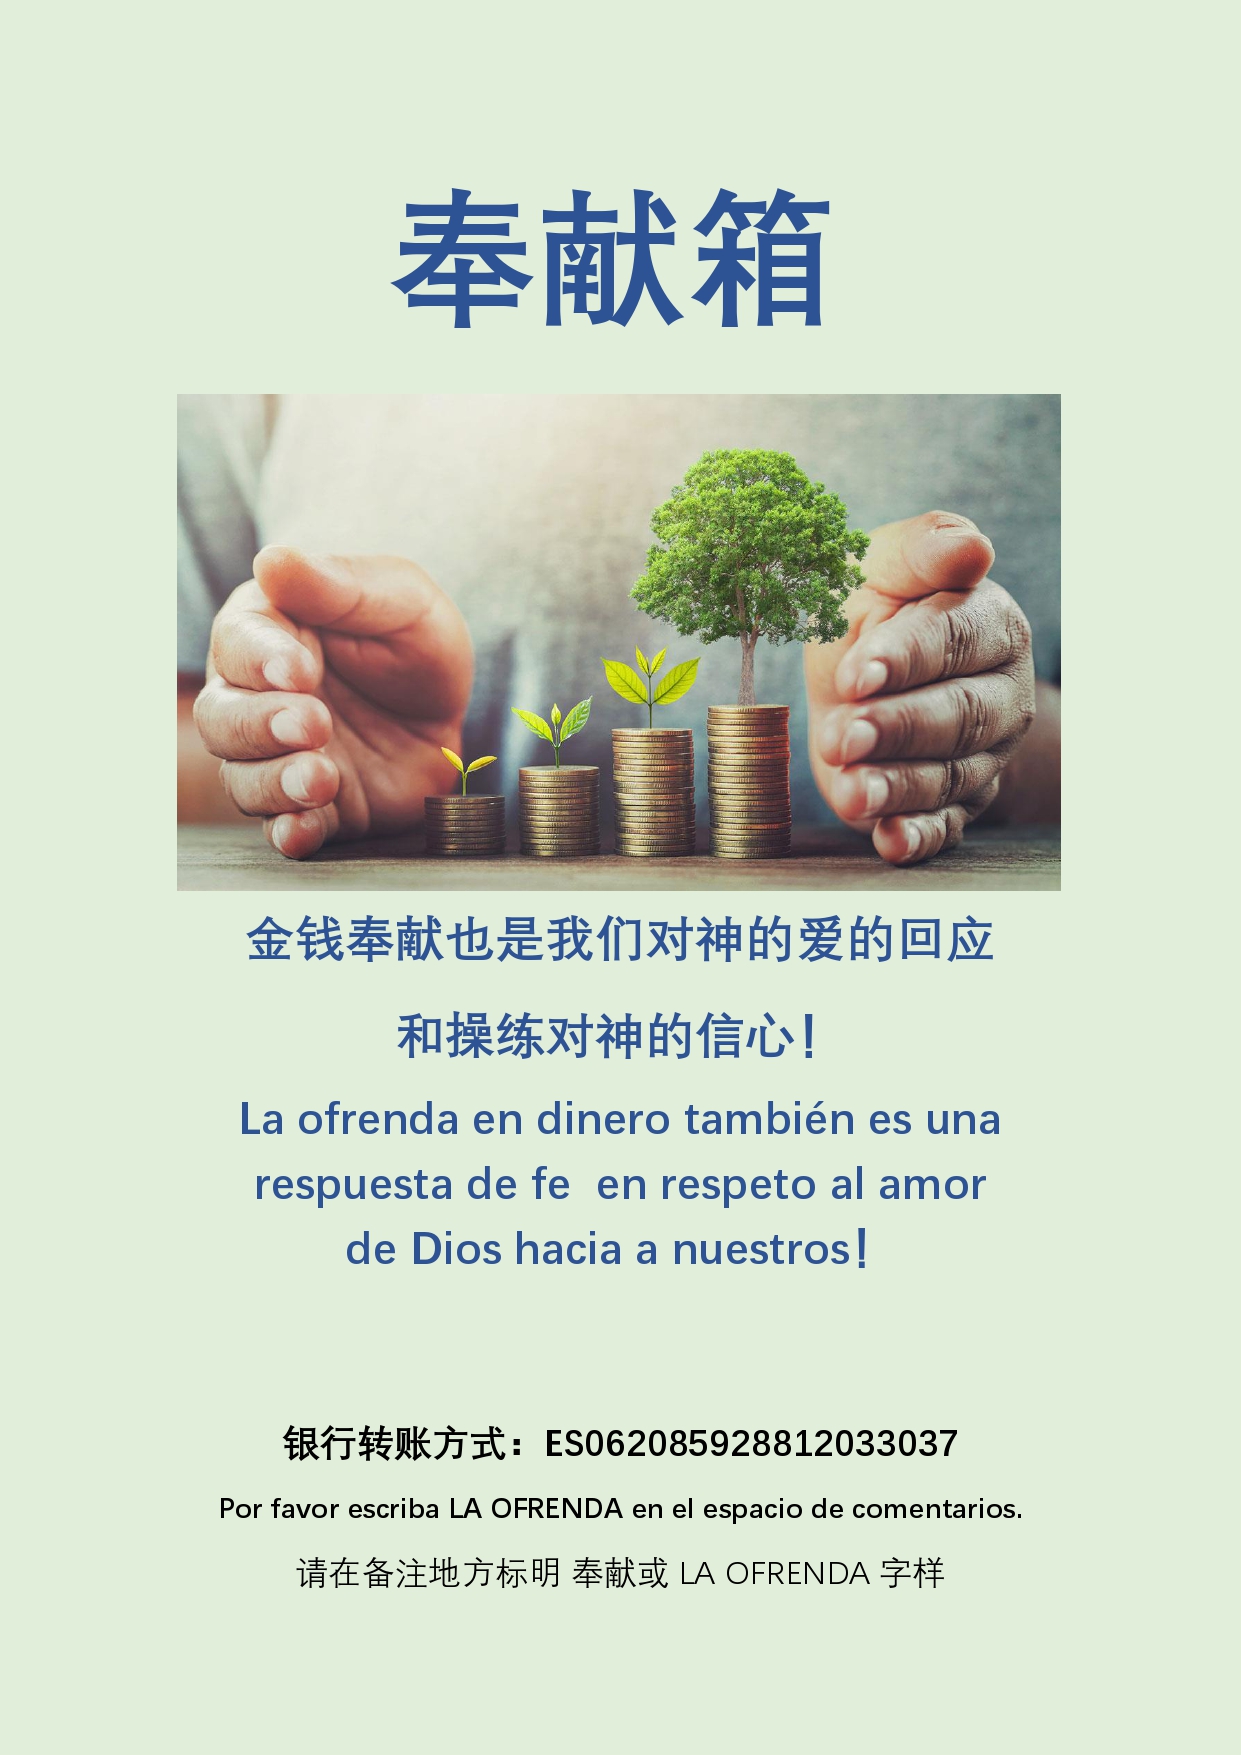 奉献箱
金钱奉献也是我们对神的爱的回应
和操练对神的信心！
La ofrenda en dinero también es una
respuesta de fe  en respeto al amor
de Dios hacia a nuestros！
银行转账方式：ES062085928812033037
Por favor escriba LA OFRENDA en el espacio de comentarios.
请在备注地方标明 奉献或 LA OFRENDA 字样